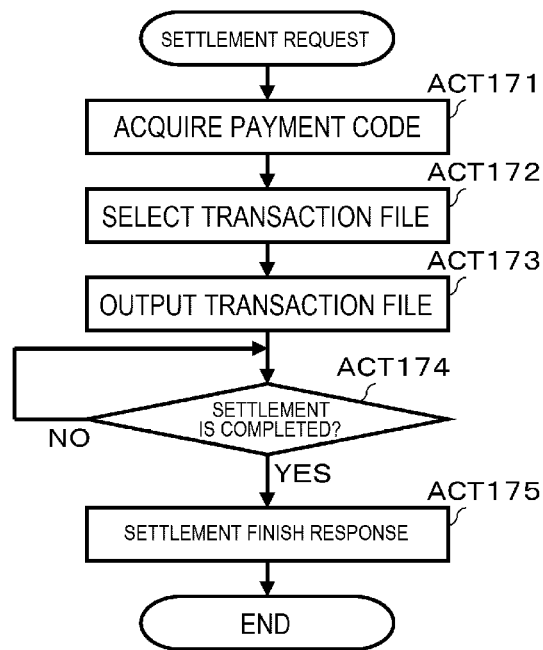 SETTLEMENT REQUEST
ACT171
ACQUIRE PAYMENT CODE
ACT172
SELECT TRANSACTION FILE
ACT173
OUTPUT TRANSACTION FILE
ACT174
SETTLEMENT
IS COMPLETED?
NO
YES
ACT175
SETTLEMENT FINISH RESPONSE
END